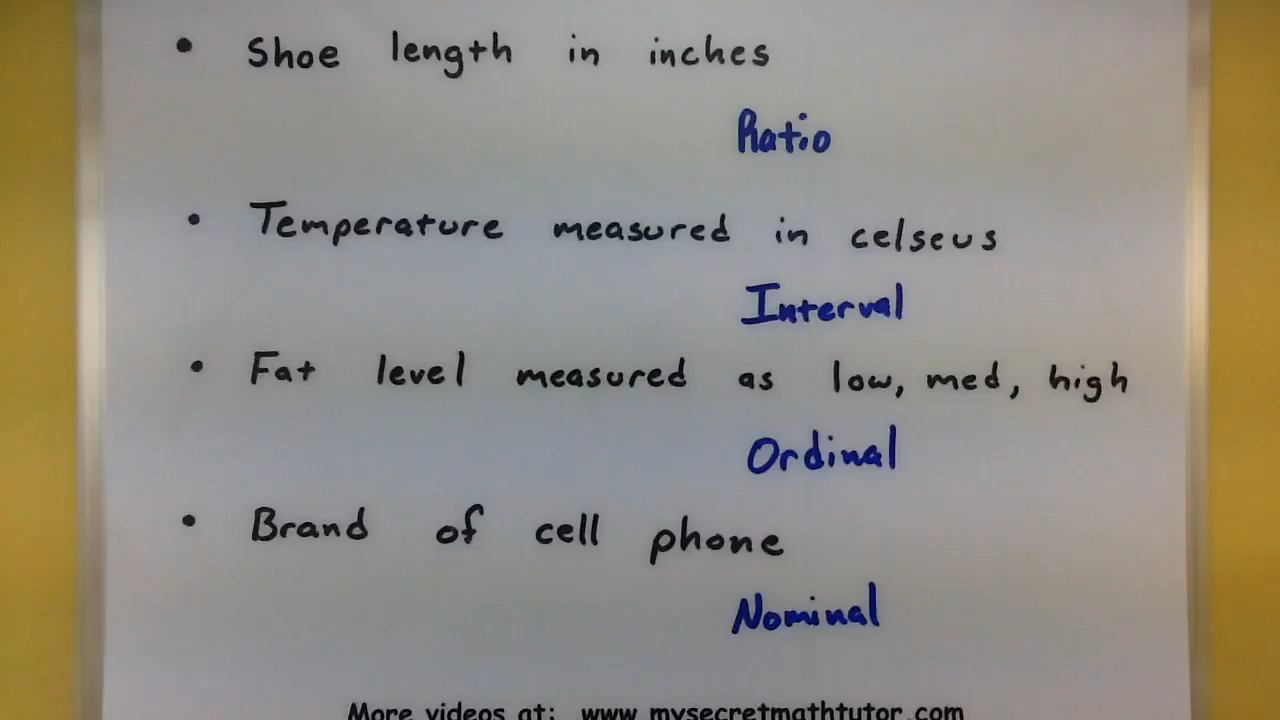 • Shoe length in inches
Ratio
• Temperature measured in celseus
Interval
• Fat level measured as low, med, high
Ordinal
• Brand of cell phone
Nominal
More videos at: www.mysecretmathtutor.com